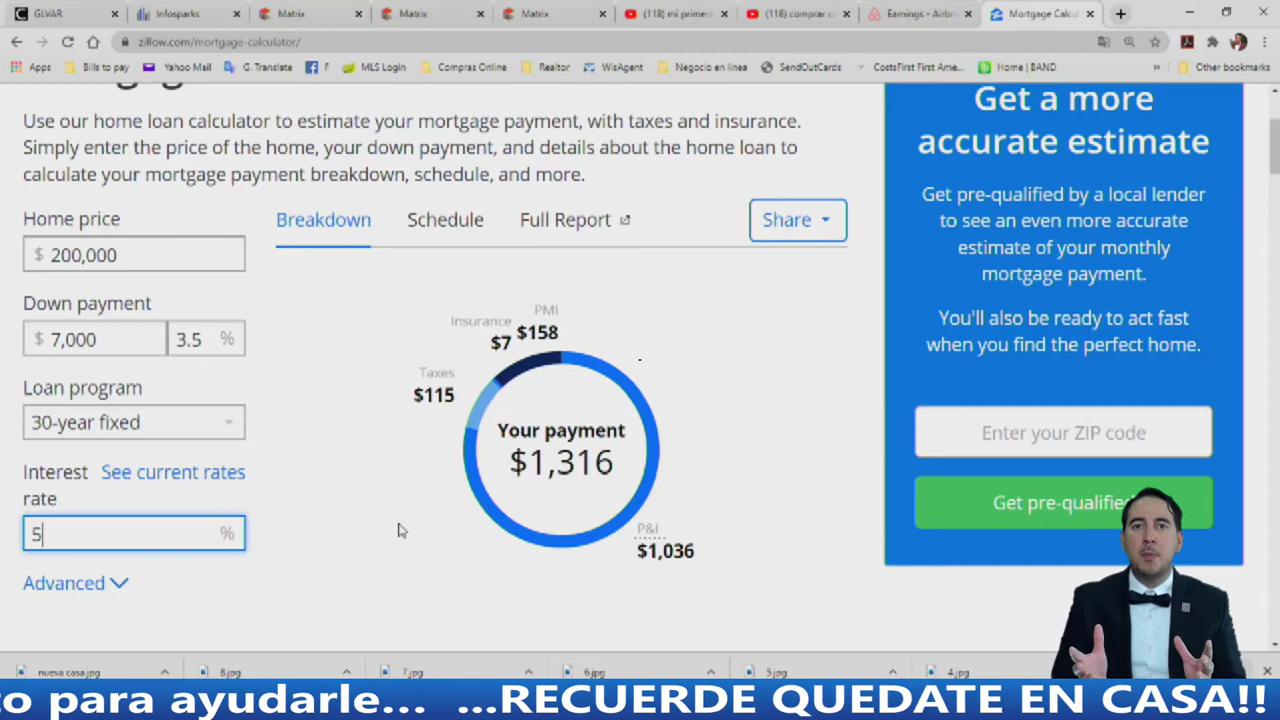 GLVAR
Infosparks
Matrix
Matrix
Matrix
(118) mi primera
(118) comprar c
Earnings - Airbn
Mortgage Calcu
zillow.com/mortgage-calculator/
Apps
Bills to pay
Yahoo Mail
G. Translate
F
MLS Login
Compras Online
Realtor
WisAgent
Negocio en linea
SendOutCards
CostsFirst First Ame...
Home | BAND
Other bookmarks
Use our home loan calculator to estimate your mortgage payment, with taxes and insurance.
Simply enter the price of the home, your down payment, and details about the home loan to
calculate your mortgage payment breakdown, schedule, and more.
Home price
$ 200,000
Down payment
$ 7,000
3.5 %
Loan program
30-year fixed
Interest rate
See current rates
5 %
Advanced
Breakdown
Schedule
Full Report
Share
PMI
$158
Insurance
$7
Taxes
$115
Your payment
$1,316
P&I
$1,036
Get a more
accurate estimate
Get pre-qualified by a local lender
to see an even more accurate
estimate of your monthly
mortgage payment.
You'll also be ready to act fast
when you find the perfect home.
Enter your ZIP code
Get pre-qualified
nueva casa.jpg
8.jpg
7.jpg
6.jpg
5.jpg
4.jpg
to para ayudarle... ...RECUERDE QUEDATE EN CASA!!